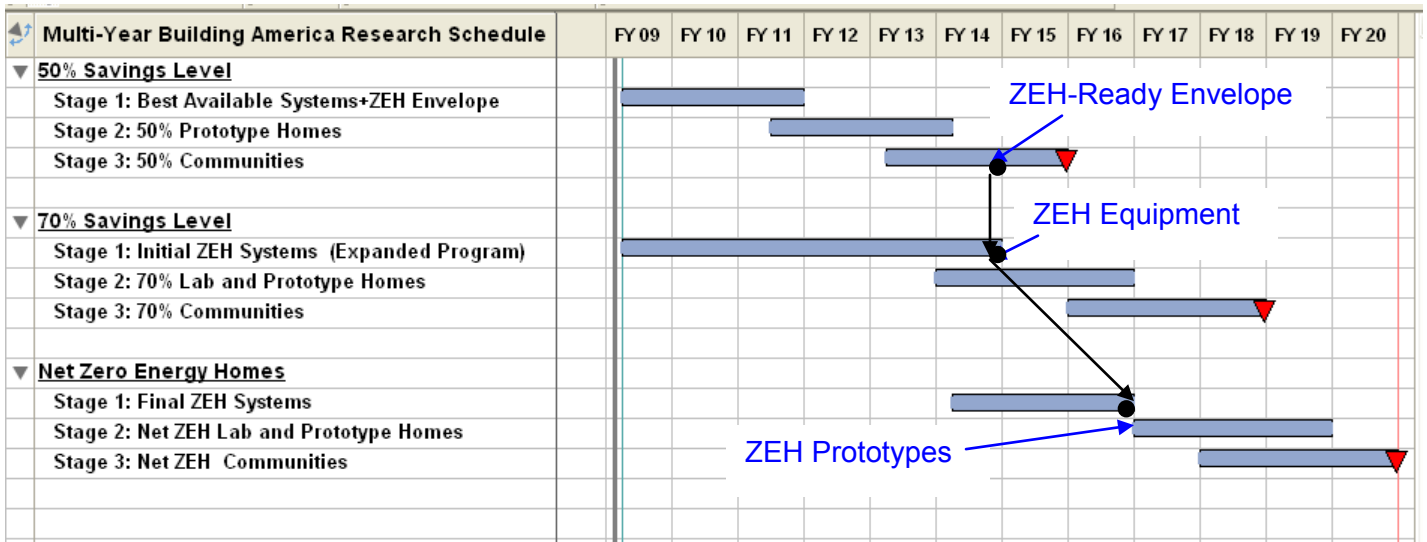 Multi-Year Building America Research Schedule FY 09 FY 10 FY 11 FY 12 FY 13 FY 14 FY 15 FY 16 FY 17 FY 18 FY 19 FY 20
50% Savings Level
Stage 1: Best Available Systems+ZEH Envelope
ZEH-Ready Envelope
Stage 2: 50% Prototype Homes
Stage 3: 50% Communities
70% Savings Level
ZEH Equipment
Stage 1: Initial ZEH Systems (Expanded Program)
Stage 2: 70% Lab and Prototype Homes
Stage 3: 70% Communities
Net Zero Energy Homes
Stage 1: Final ZEH Systems
Stage 2: Net ZEH Lab and Prototype Homes
ZEH Prototypes
Stage 3: Net ZEH Communities